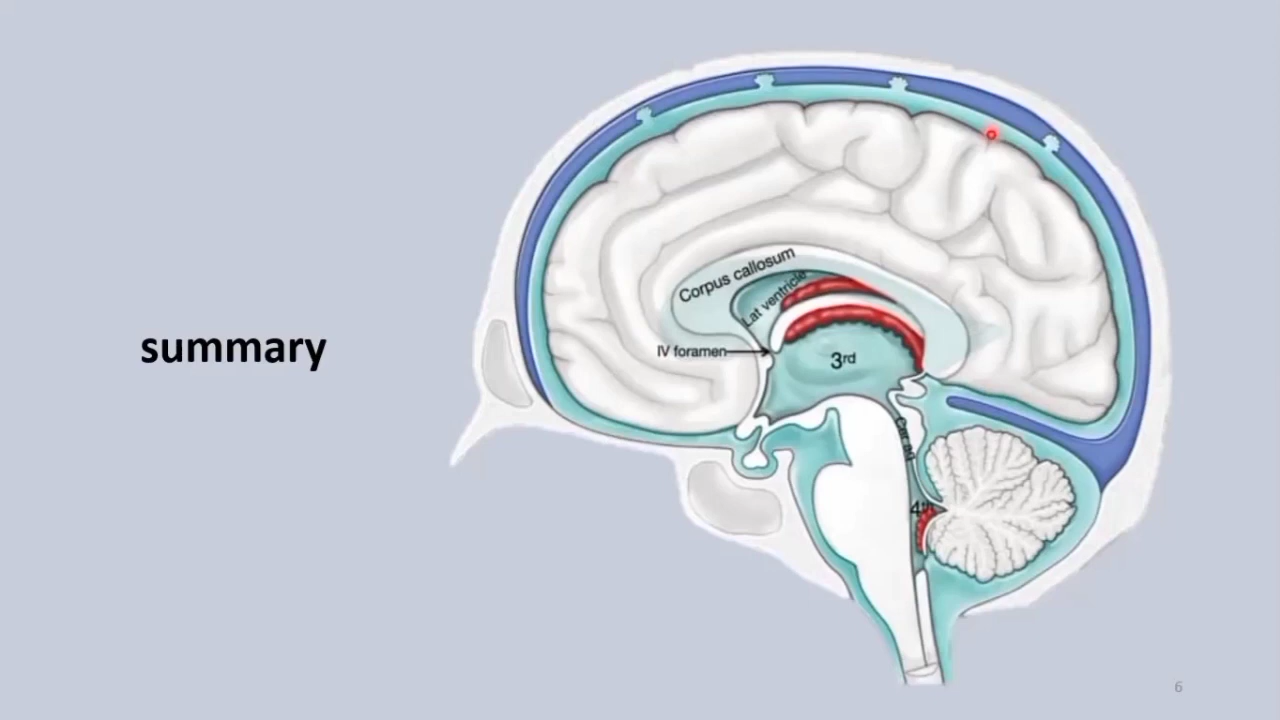 summary
Corpus callosum
Lat ventricle
IV foramen
3rd
4th
6